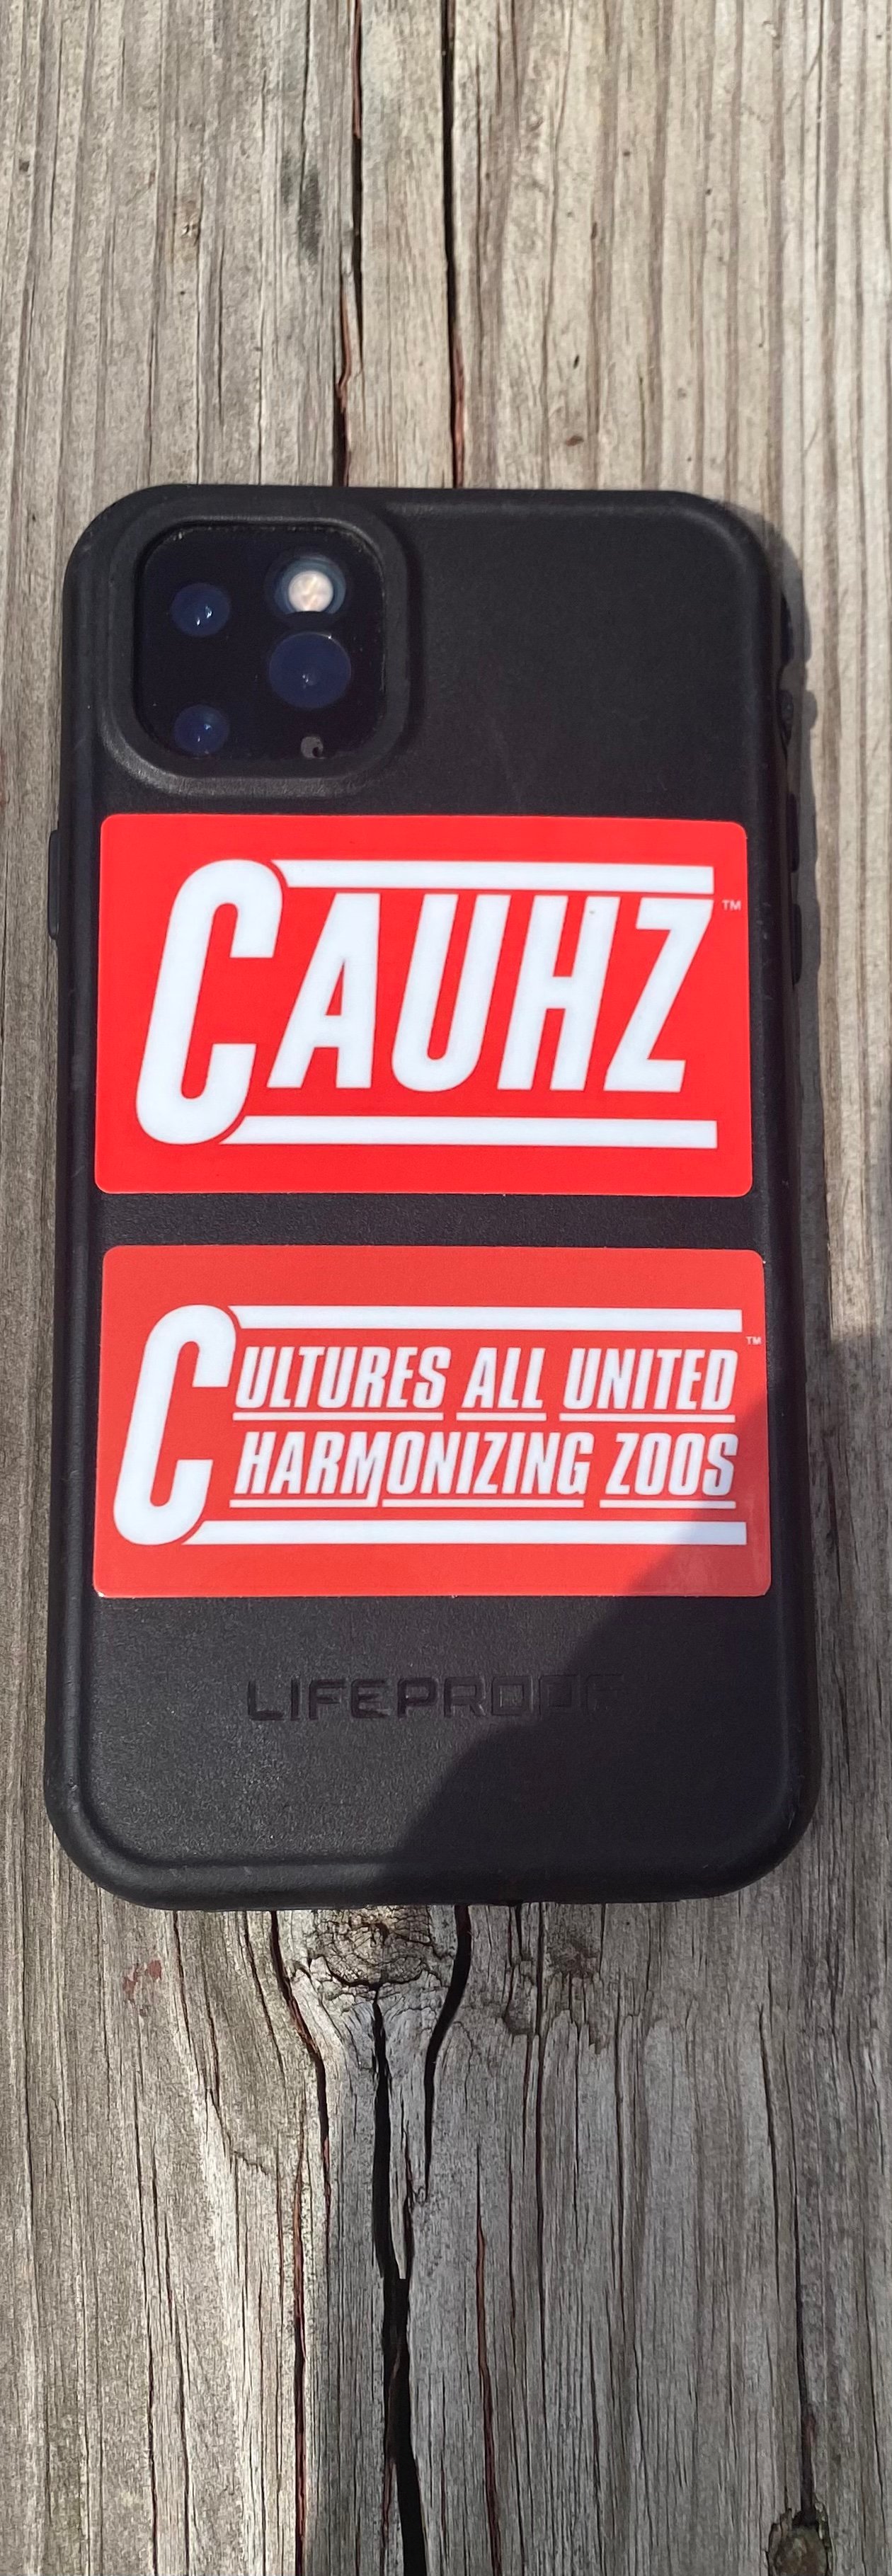 CAUHZ™
CULTURES ALL UNITED™
HARMONIZING ZOOS
LIFEPROOF